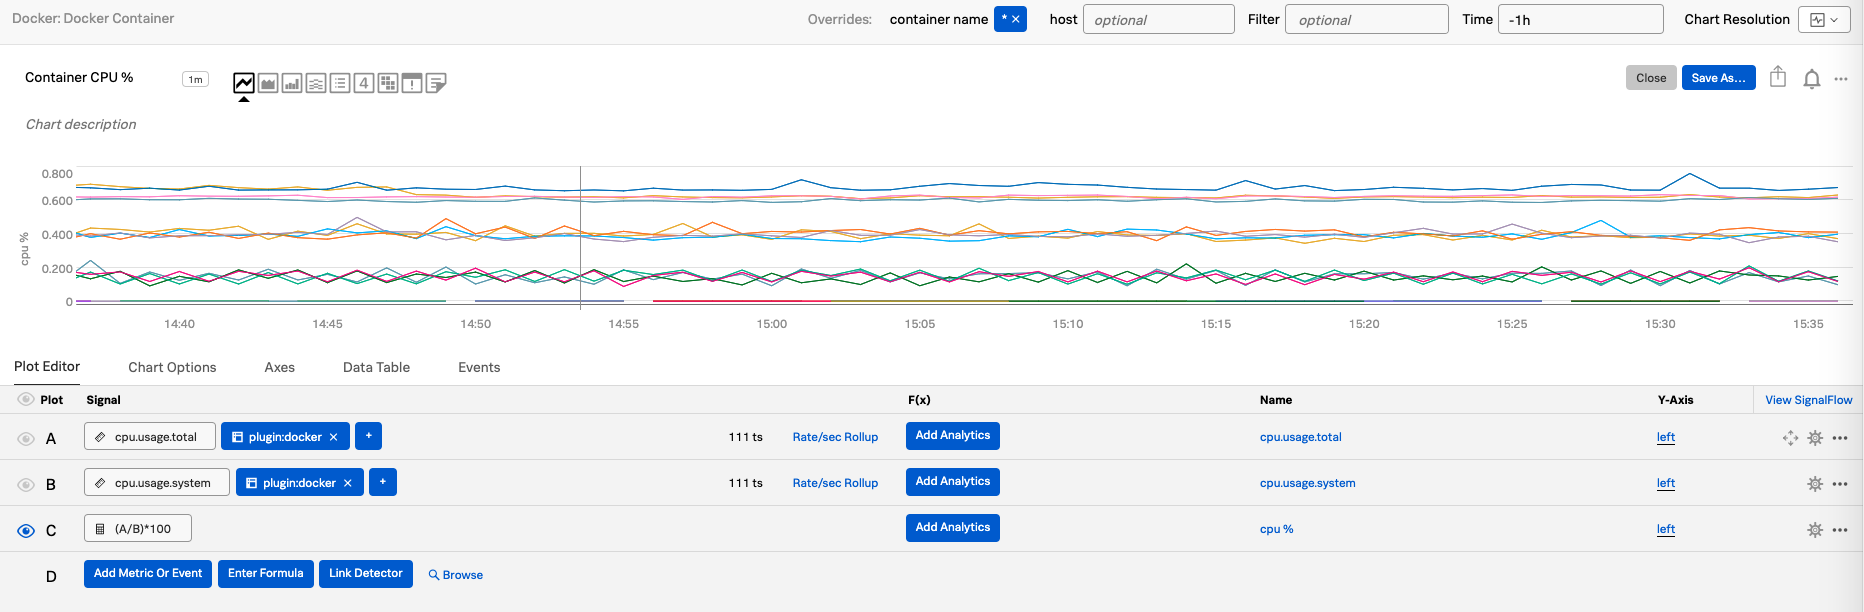 Docker: Docker Container
Overrides: container name * × host optional Filter optional Time -1h Chart Resolution
Container CPU % 1m 4 Close Save As...
Chart description
cpu %
0.800
0.600
0.400
0.200
0
14:40 14:45 14:50 14:55 15:00 15:05 15:10 15:15 15:20 15:25 15:30 15:35
Plot Editor Chart Options Axes Data Table Events
Plot Signal F(x) Name Y-Axis View SignalFlow
A cpu.usage.total plugin:docker × + 111 ts Rate/sec Rollup Add Analytics cpu.usage.total left
B cpu.usage.system plugin:docker × + 111 ts Rate/sec Rollup Add Analytics cpu.usage.system left
C (A/B)*100 Add Analytics cpu % left
D Add Metric Or Event Enter Formula Link Detector Browse